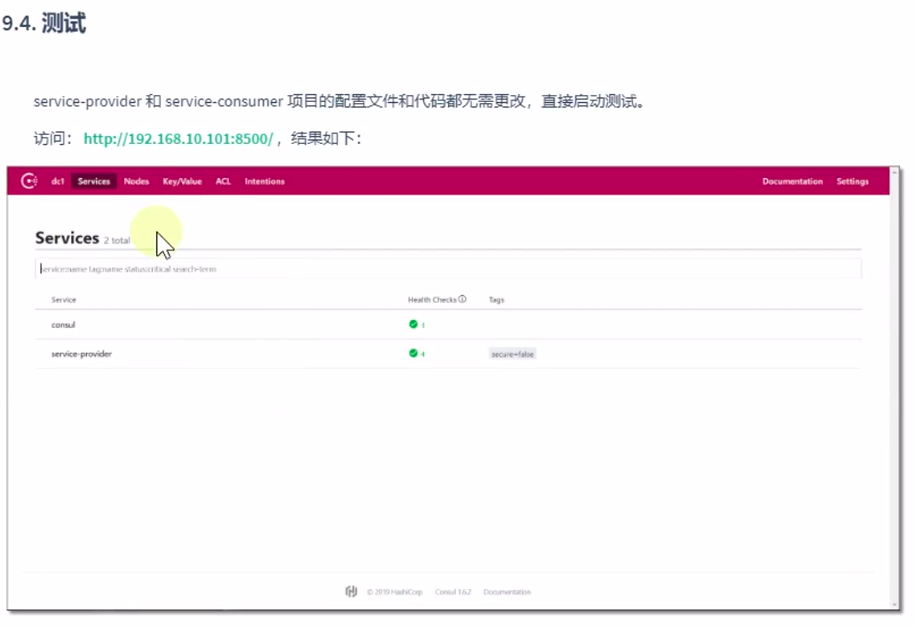 9.4. 测试
service-provider 和 service-consumer 项目的配置文件和代码都无需更改，直接启动测试。
访问： http://192.168.10.101:8500/ ，结果如下：
dc1 Services Nodes Key/Value ACL Intentions Documentation Settings
Services 2 total
service:name tag:name status:critical search-term
Service Health Checks Tags
consul
service-provider 4 secure=false
© 2019 HashiCorp Consul 1.6.2 Documentation